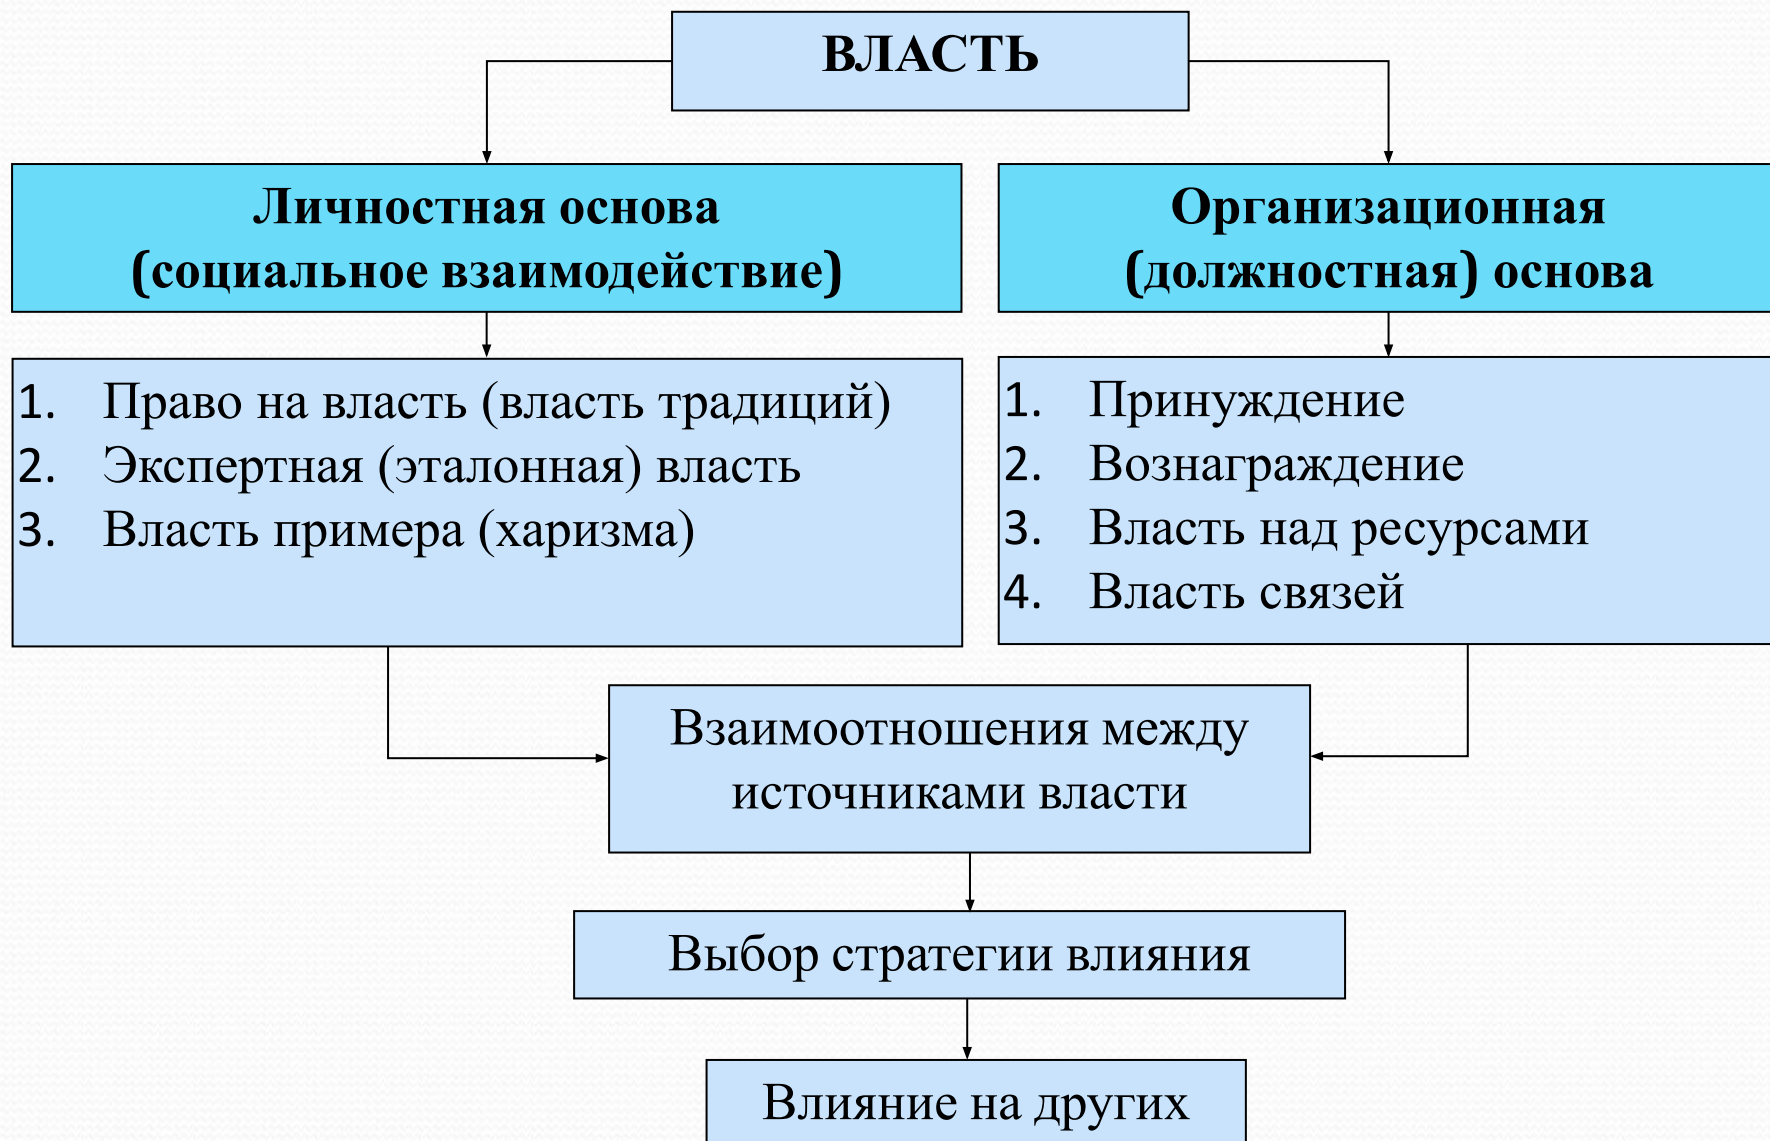 ВЛАСТЬ
Личностная основа
(социальное взаимодействие)
Организационная
(должностная) основа
1. Право на власть (власть традиций)
2. Экспертная (эталонная) власть
3. Власть примера (харизма)
1. Принуждение
2. Вознаграждение
3. Власть над ресурсами
4. Власть связей
Взаимоотношения между
источниками власти
Выбор стратегии влияния
Влияние на других